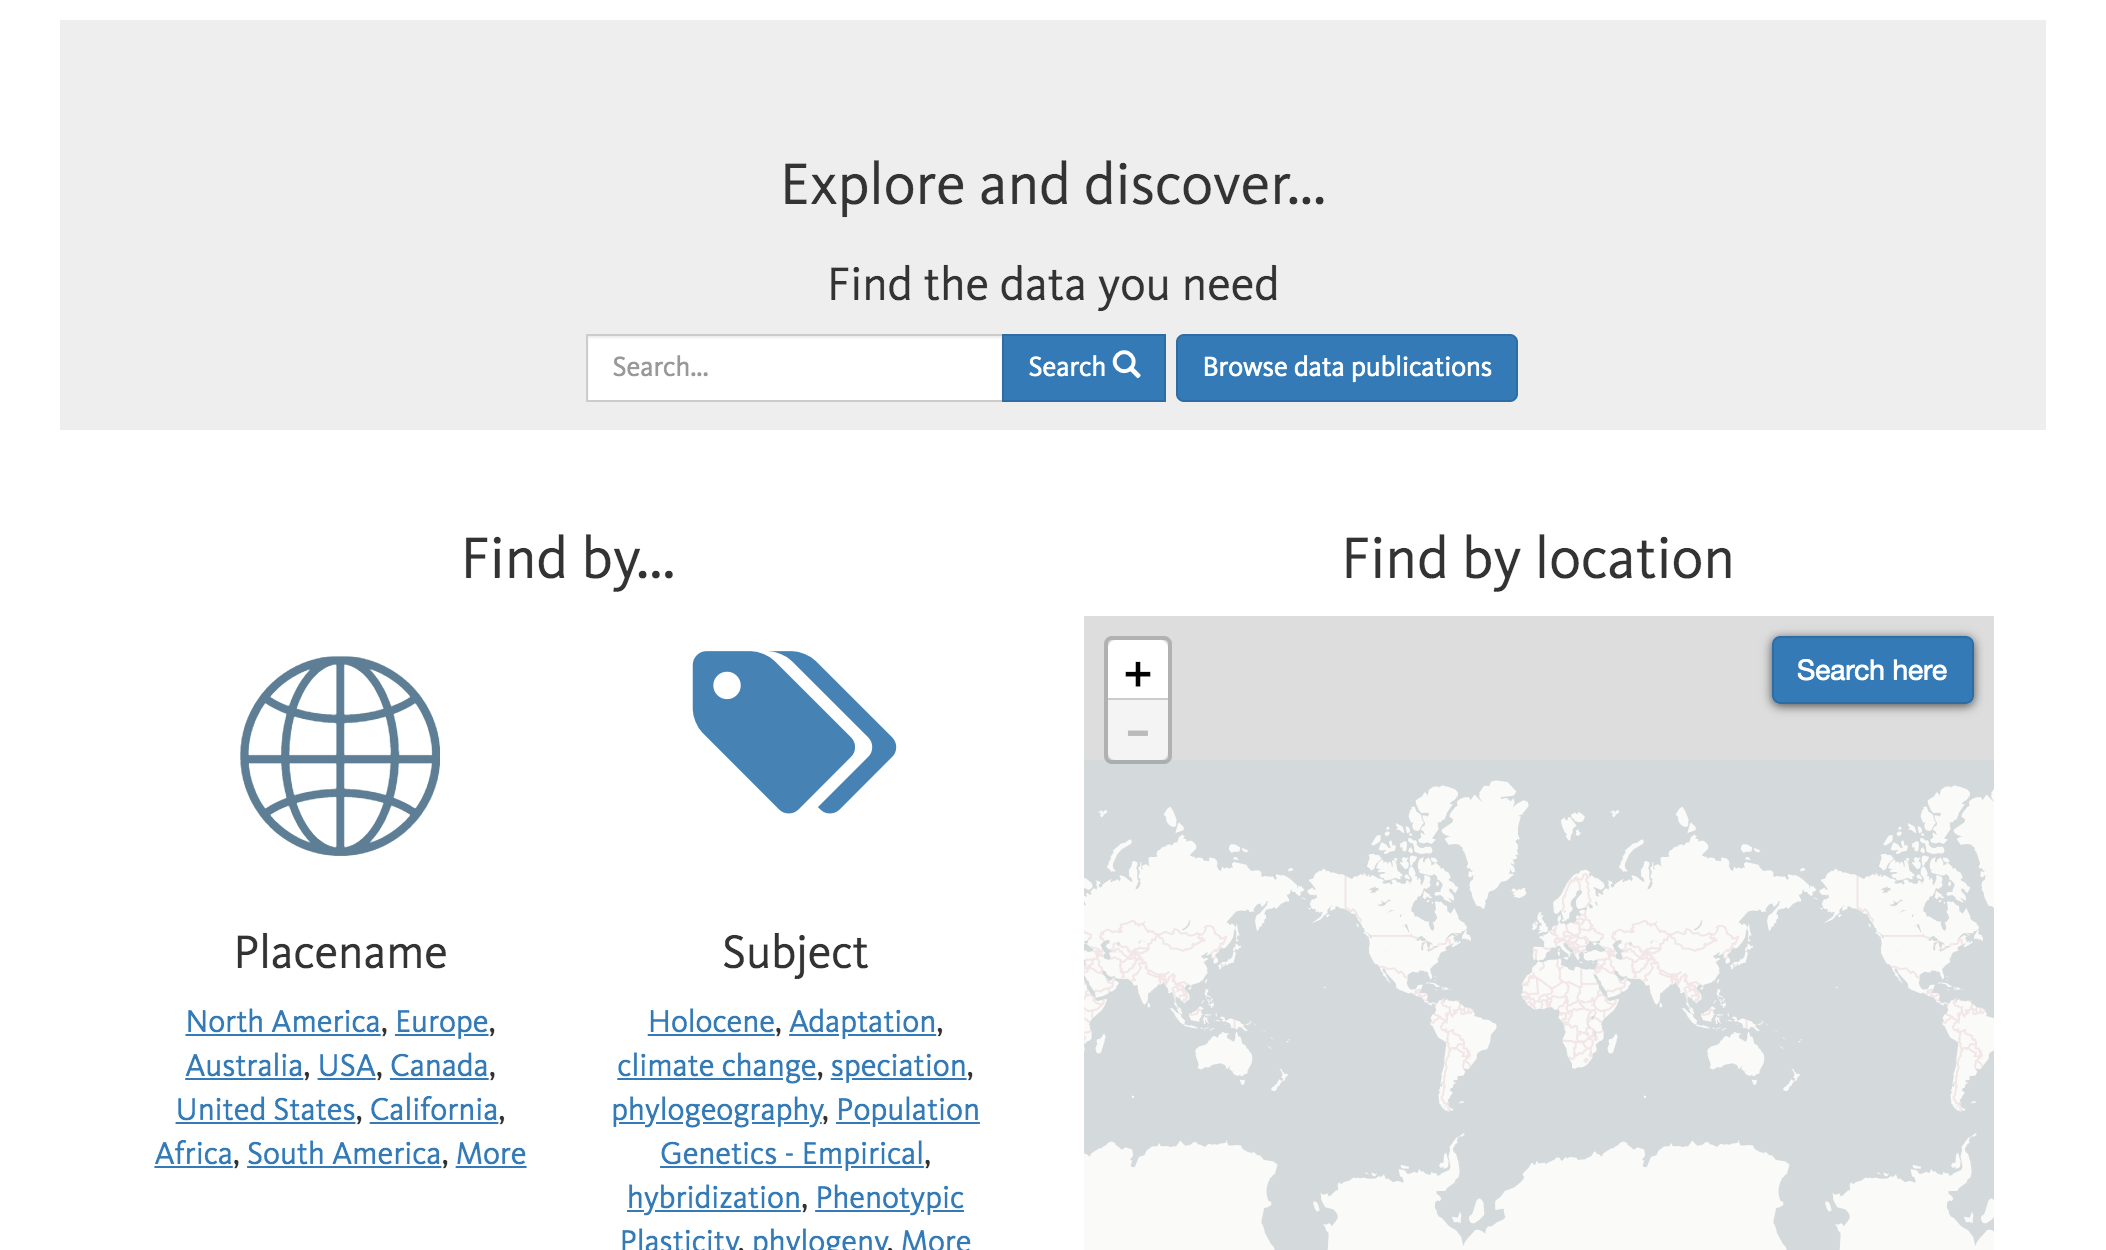 Explore and discover...
Find the data you need
Search...
Search
Browse data publications
Find by...
Placename
North America, Europe,
Australia, USA, Canada,
United States, California,
Africa, South America, More
Subject
Holocene, Adaptation,
climate change, speciation,
phylogeography, Population
Genetics - Empirical,
hybridization, Phenotypic
Plasticity, phylogeny, More
Find by location
+
−
Search here